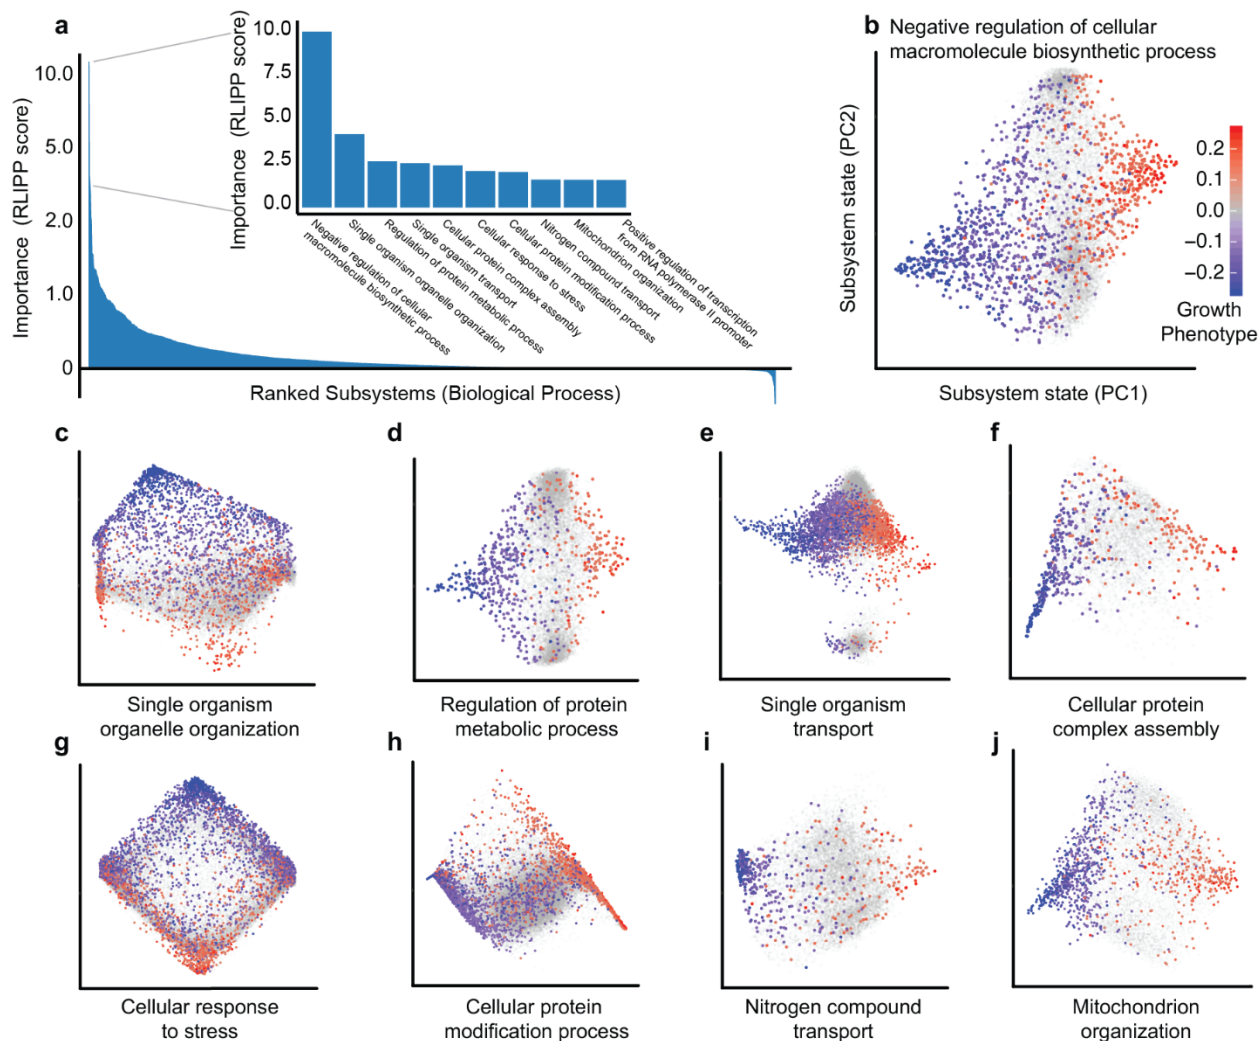 a
Importance (RLIPP score)
10.0
5.0
2.0
1.0
0
Ranked Subsystems (Biological Process)
Importance (RLIPP score)
10.0
7.5
5.0
2.5
0.0
Negative regulation of cellular
macromolecule biosynthetic process
Single organism organelle organization
Regulation of protein metabolic process
Single organism transport
Cellular protein complex assembly
Cellular response to stress
Cellular protein modification process
Nitrogen compound transport
Mitochondrion organization
Positive regulation of transcription
from RNA polymerase II promoter
b
Negative regulation of cellular
macromolecule biosynthetic process
Subsystem state (PC2)
Subsystem state (PC1)
0.2
0.1
0.0
−0.1
−0.2
Growth
Phenotype
c
Single organism
organelle organization
d
Regulation of protein
metabolic process
e
Single organism
transport
f
Cellular protein
complex assembly
g
Cellular response
to stress
h
Cellular protein
modification process
i
Nitrogen compound
transport
j
Mitochondrion
organization